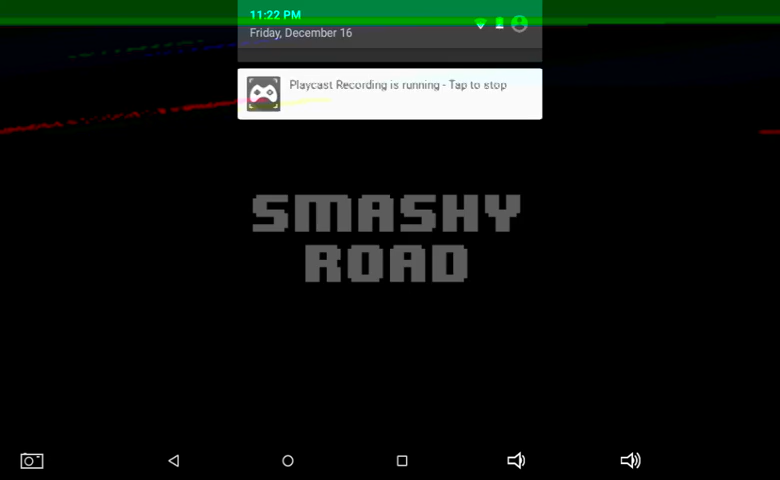 11:22 PM
Friday, December 16
Playcast Recording is running - Tap to stop
SMASHY
ROAD